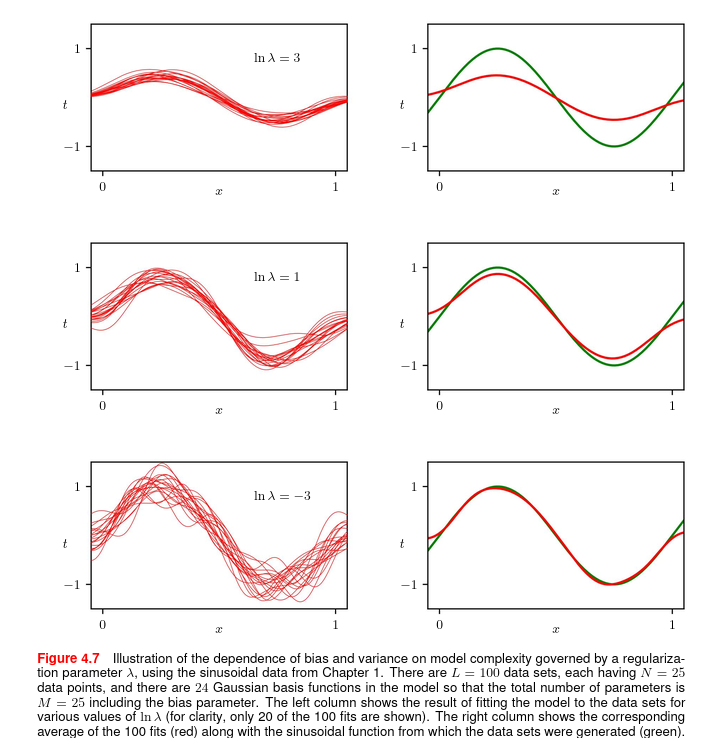 1
ln λ = 3
t
−1
0
x
1
1
t
−1
0
x
1
1
ln λ = 1
t
−1
0
x
1
1
t
−1
0
x
1
1
ln λ = −3
t
−1
0
x
1
1
t
−1
0
x
1
Figure 4.7 Illustration of the dependence of bias and variance on model complexity governed by a regulariza-
tion parameter λ, using the sinusoidal data from Chapter 1. There are L = 100 data sets, each having N = 25
data points, and there are 24 Gaussian basis functions in the model so that the total number of parameters is
M = 25 including the bias parameter. The left column shows the result of fitting the model to the data sets for
various values of ln λ (for clarity, only 20 of the 100 fits are shown). The right column shows the corresponding
average of the 100 fits (red) along with the sinusoidal function from which the data sets were generated (green).